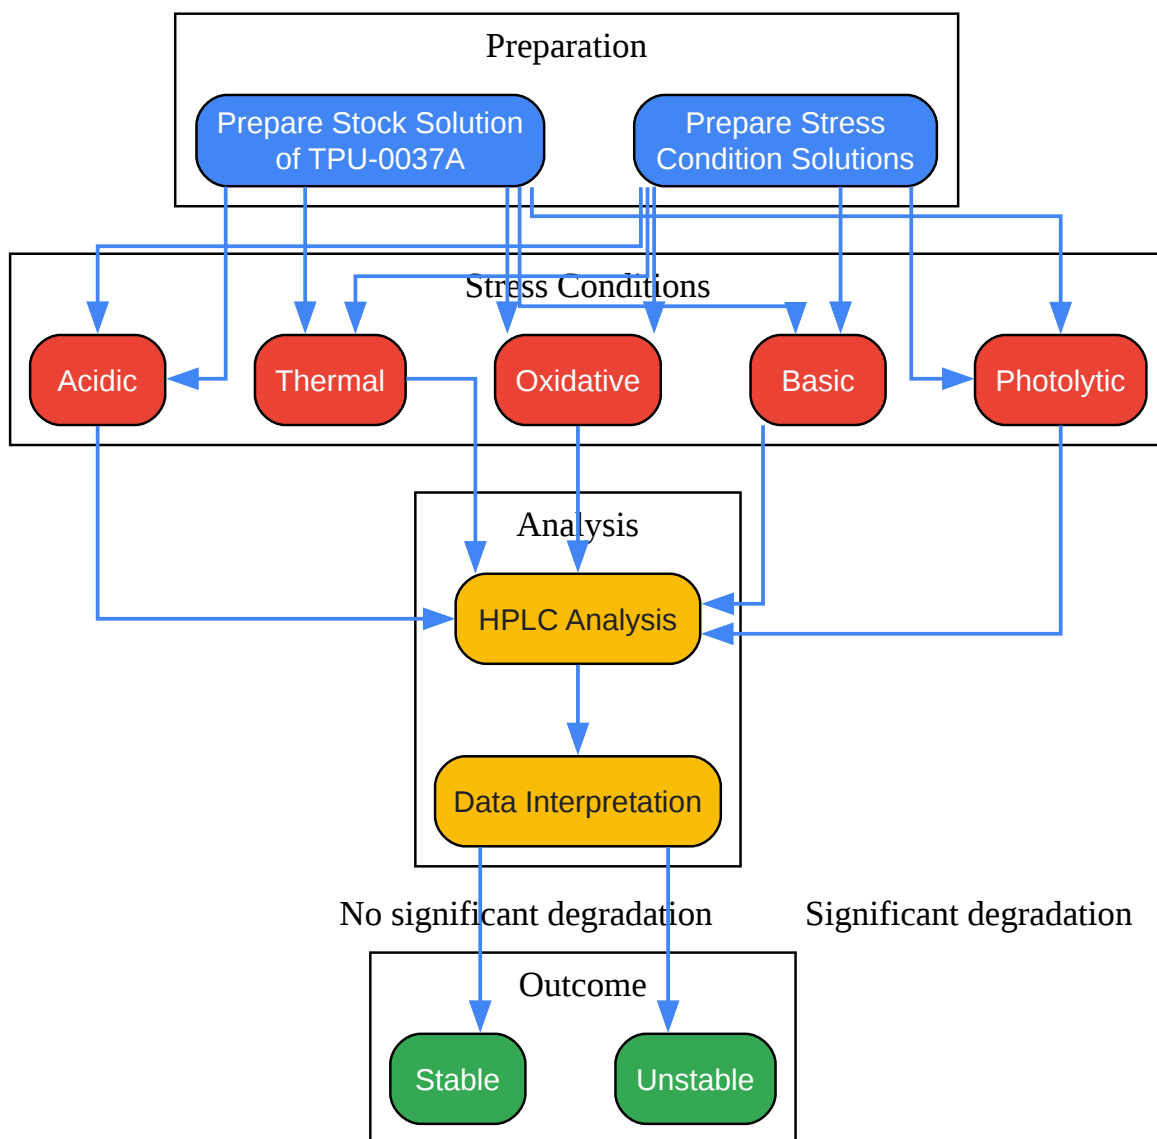 Preparation
Prepare Stock Solution
of TPU-0037A
Prepare Stress
Condition Solutions
Stress Conditions
Acidic
Thermal
Oxidative
Basic
Photolytic
Analysis
HPLC Analysis
Data Interpretation
No significant degradation
Significant degradation
Outcome
Stable
Unstable